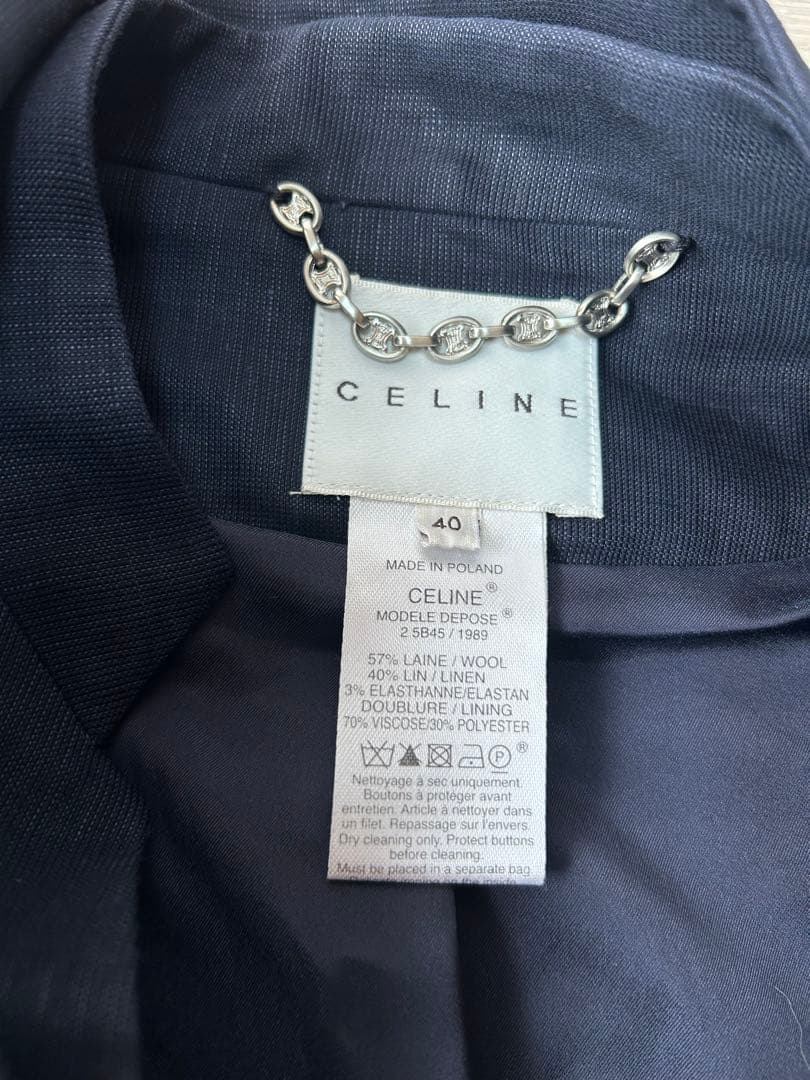 CELINE
40
MADE IN POLAND
CELINE®
MODELE DEPOSE®
2.5B45 / 1989
57% LAINE / WOOL
40% LIN / LINEN
3% ELASTHANNE/ELASTAN
DOUBLURE / LINING
70% VISCOSE/30% POLYESTER
P ®
Nettoyage à sec uniquement.
Boutons à protéger avant
entretien. Article à nettoyer dans
un filet. Repassage sur l'envers.
Dry cleaning only. Protect buttons
before cleaning.
Must be placed in a separate bag